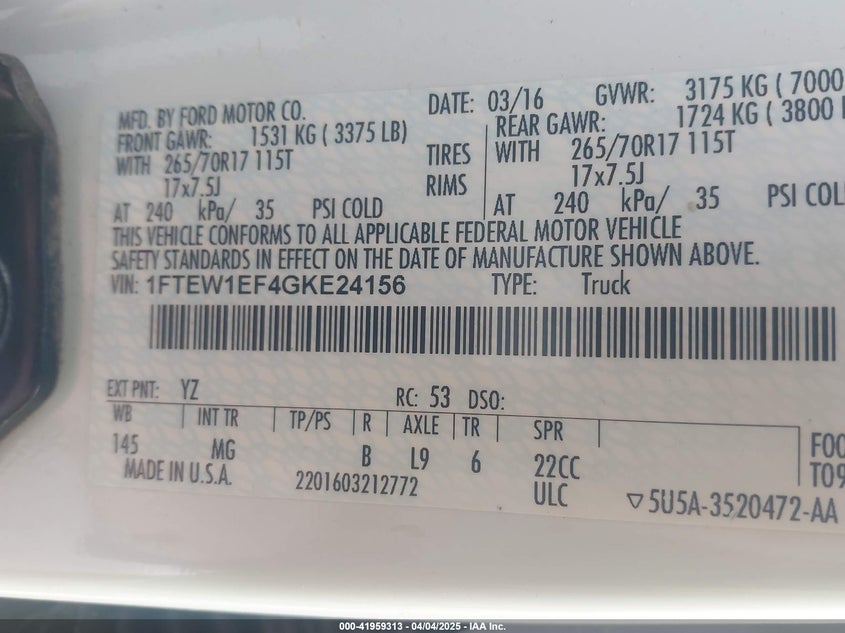 MFD. BY FORD MOTOR CO. DATE: 03/16 GVWR: 3175 KG ( 7000
FRONT GAWR: 1531 KG ( 3375 LB) REAR GAWR: 1724 KG ( 3800
WITH 265/70R17 115T TIRES WITH 265/70R17 115T
17x7.5J RIMS 17x7.5J
AT 240 kPa/ 35 PSI COLD AT 240 kPa/ 35 PSI COL
THIS VEHICLE CONFORMS TO ALL APPLICABLE FEDERAL MOTOR VEHICLE
SAFETY STANDARDS IN EFFECT ON THE DATE OF MANUFACTURE SHOWN ABOVE.
VIN: 1FTEW1EF4GKE24156 TYPE: Truck
EXT PNT: YZ RC: 53 DSO:
WB INT TR TP/PS R AXLE TR SPR
145 MG B L9 6 22CC FOC
MADE IN U.S.A. 2201603212772 ULC T09
▽5U5A-3520472-AA
000-41959313 - 04/04/2025 - IAA Inc.